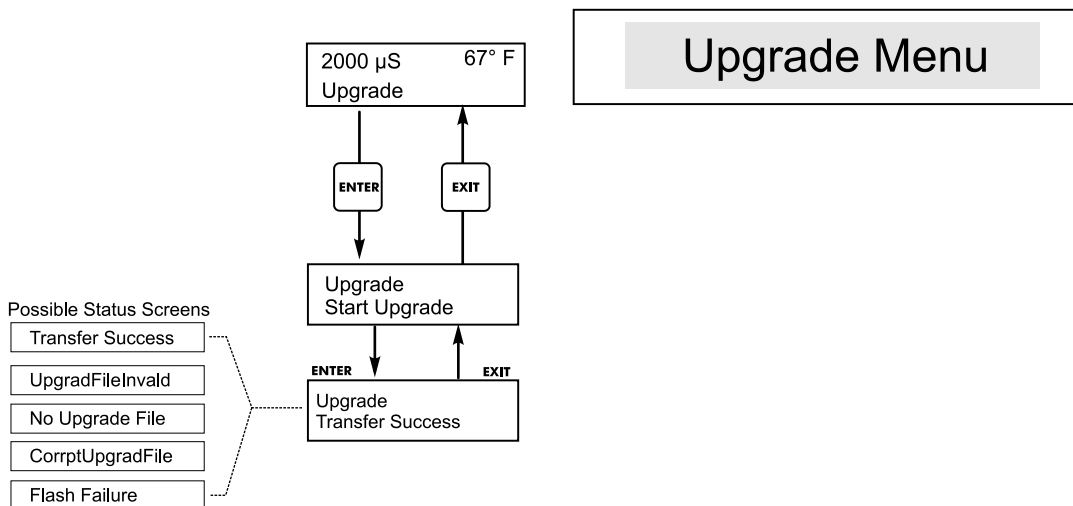 Upgrade Menu
2000 µS 67° F
Upgrade
ENTER EXIT
Upgrade
Start Upgrade
Possible Status Screens
Transfer Success
UpgradFileInvald
No Upgrade File
CorrptUpgradFile
Flash Failure
ENTER EXIT
Upgrade
Transfer Success